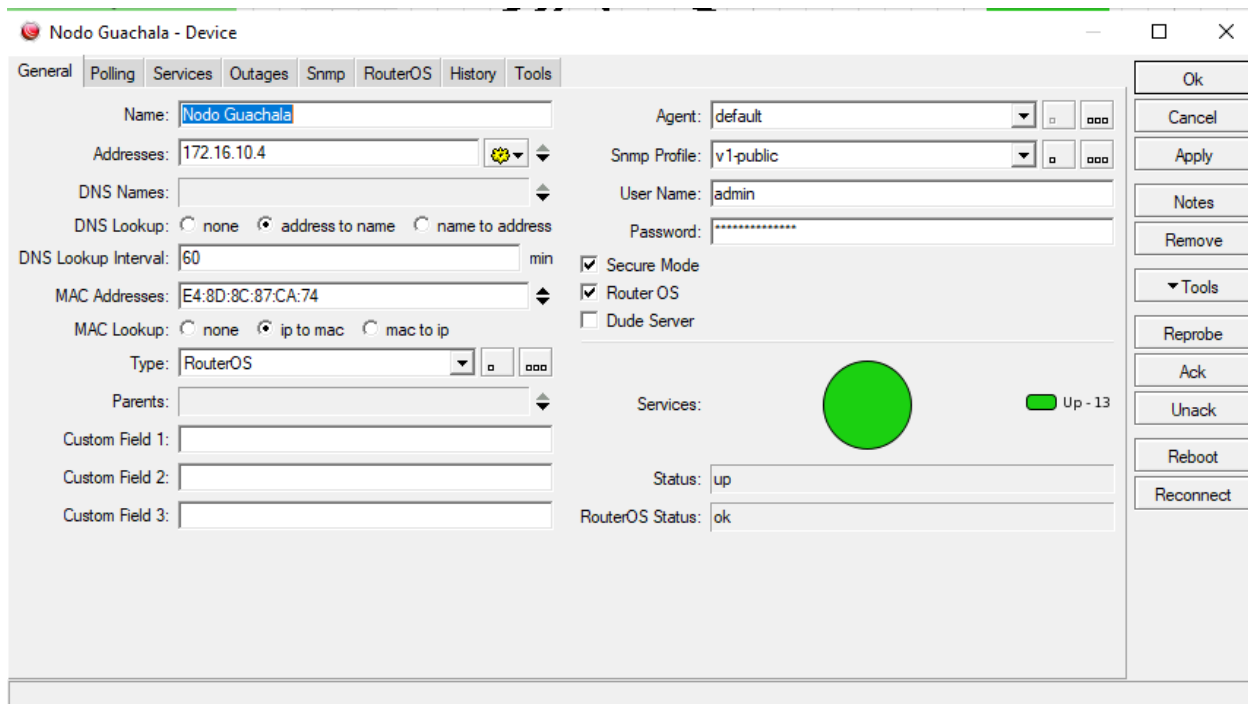 Nodo Guachala - Device
General Polling Services Outages Snmp RouterOS History Tools
Name: Nodo Guachala
Addresses: 172.16.10.4
DNS Names:
DNS Lookup: none address to name name to address
DNS Lookup Interval: 60 min
MAC Addresses: E4:8D:8C:87:CA:74
MAC Lookup: none ip to mac mac to ip
Type: RouterOS
Parents:
Custom Field 1:
Custom Field 2:
Custom Field 3:
Agent: default
Snmp Profile: v1-public
User Name: admin
Password: **************
Secure Mode
Router OS
Dude Server
Services: Up - 13
Status: up
RouterOS Status: ok
Ok
Cancel
Apply
Notes
Remove
Tools
Reprobe
Ack
Unack
Reboot
Reconnect